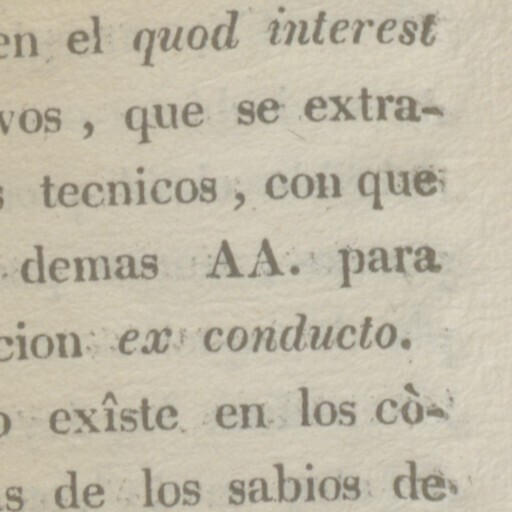 en el quod interest
vos , que se extra-
s tecnicos , con que
demas AA. para
cion ex conducto.
o exîste en los cò-
as de los sabios de